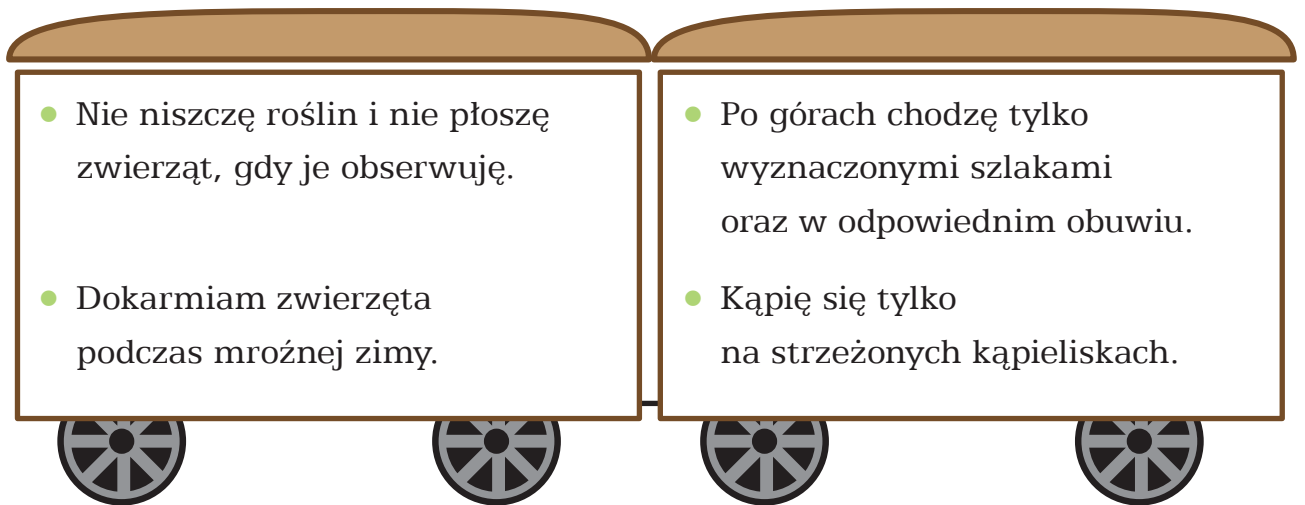 Nie niszczę roślin i nie płoszę
zwierząt, gdy je obserwuję.
Dokarmiam zwierzęta
podczas mroźnej zimy.
Po górach chodzę tylko
wyznaczonymi szlakami
oraz w odpowiednim obuwiu.
Kąpię się tylko
na strzeżonych kąpieliskach.